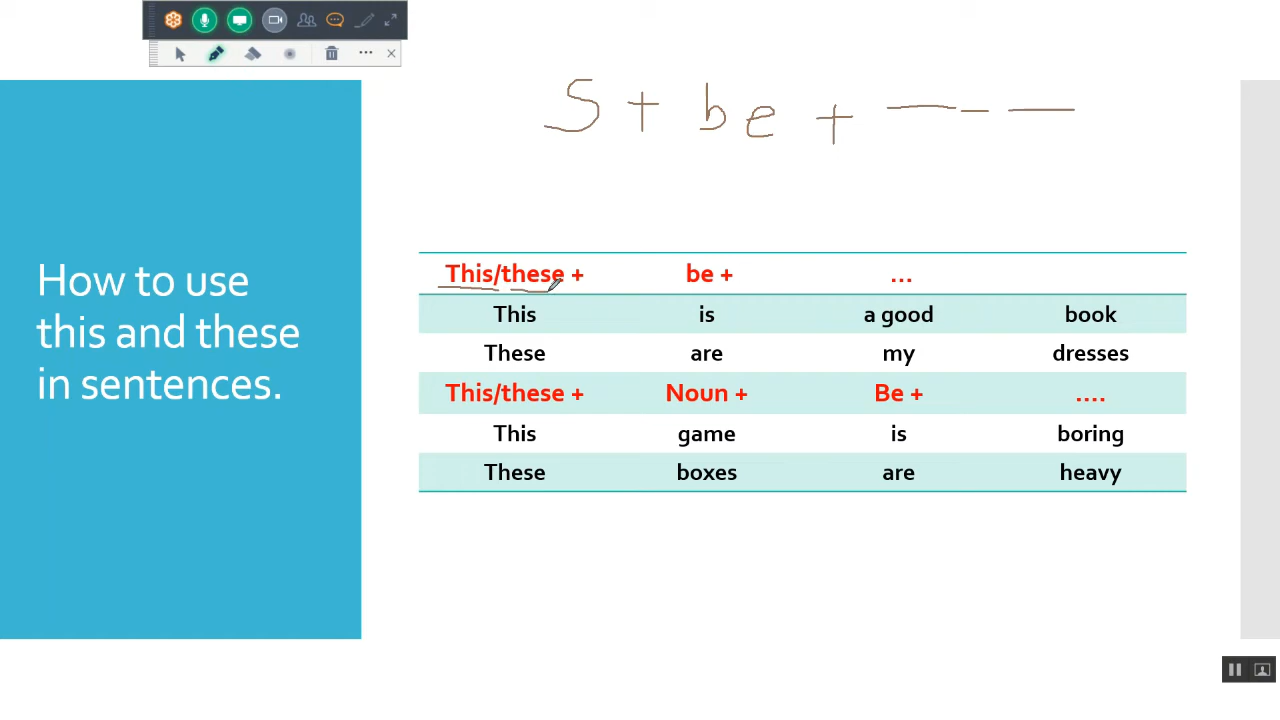 S + be + — - —
How to use
this and these
in sentences.
This/these + be + ...
This is a good book
These are my dresses
This/these + Noun + Be + ....
This game is boring
These boxes are heavy